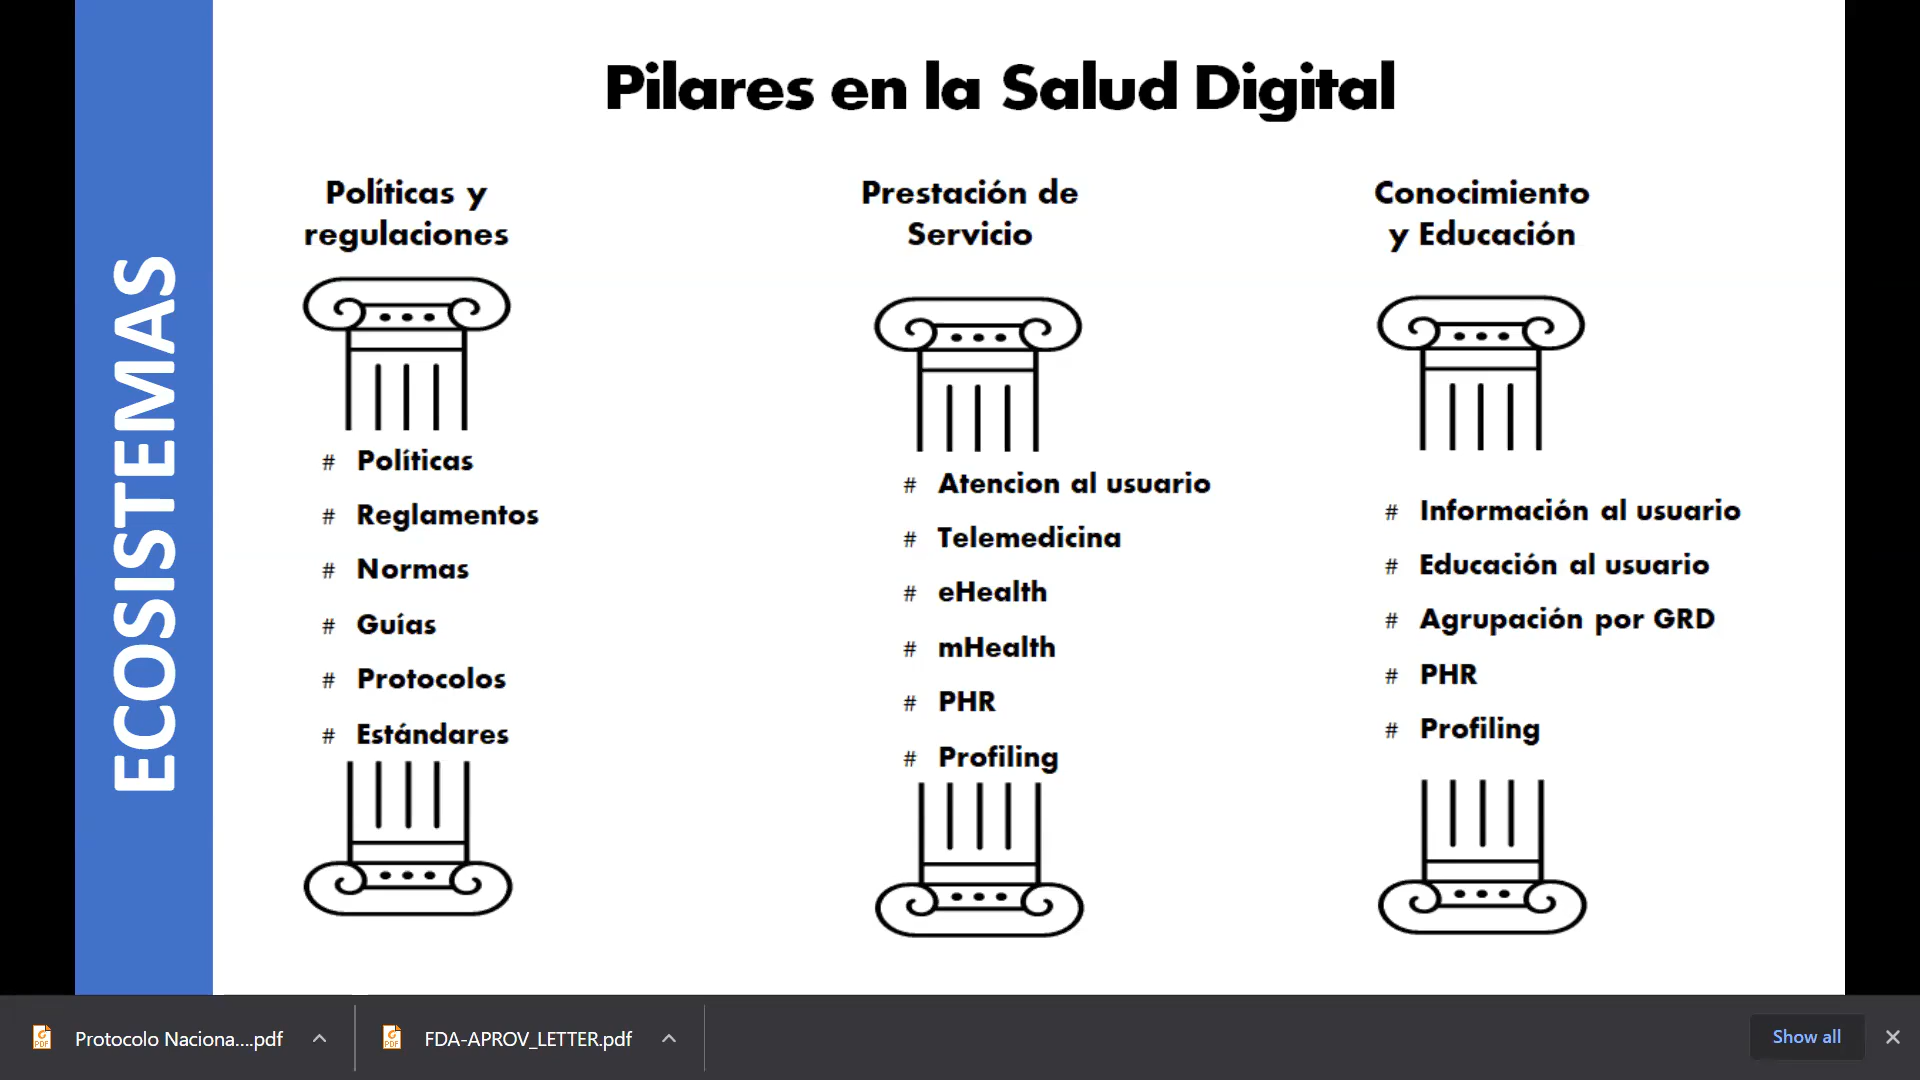 ECOSISTEMAS
Pilares en la Salud Digital
Políticas y
regulaciones
# Políticas
# Reglamentos
# Normas
# Guías
# Protocolos
# Estándares
Prestación de
Servicio
# Atencion al usuario
# Telemedicina
# eHealth
# mHealth
# PHR
# Profiling
Conocimiento
y Educación
# Información al usuario
# Educación al usuario
# Agrupación por GRD
# PHR
# Profiling
Protocolo Naciona....pdf
FDA-APROV_LETTER.pdf
Show all